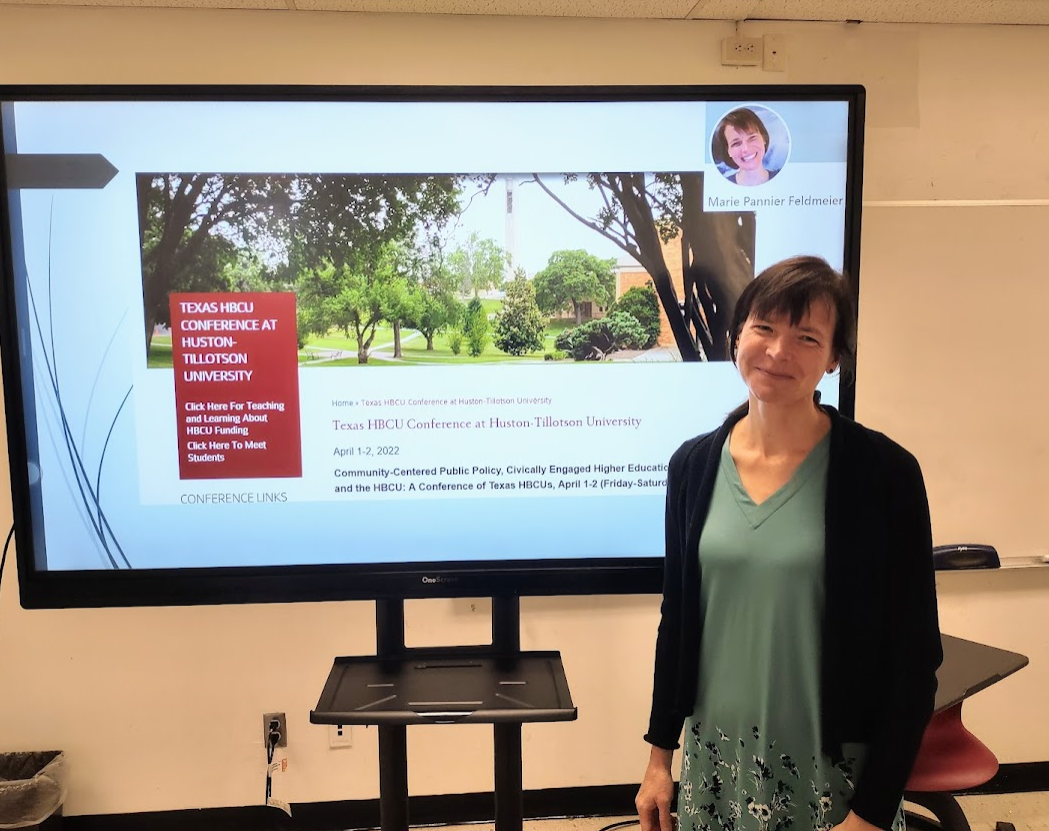 Marie Pannier Feldmeier
TEXAS HBCU
CONFERENCE AT
HUSTON-
TILLOTSON
UNIVERSITY
Click Here For Teaching
and Learning About
HBCU Funding
Click Here To Meet
Students
CONFERENCE LINKS
Home » Texas HBCU Conference at Huston-Tillotson University
Texas HBCU Conference at Huston-Tillotson University
April 1-2, 2022
Community-Centered Public Policy, Civically Engaged Higher Educatio
and the HBCU: A Conference of Texas HBCUs, April 1-2 (Friday-Saturd
OneScreen